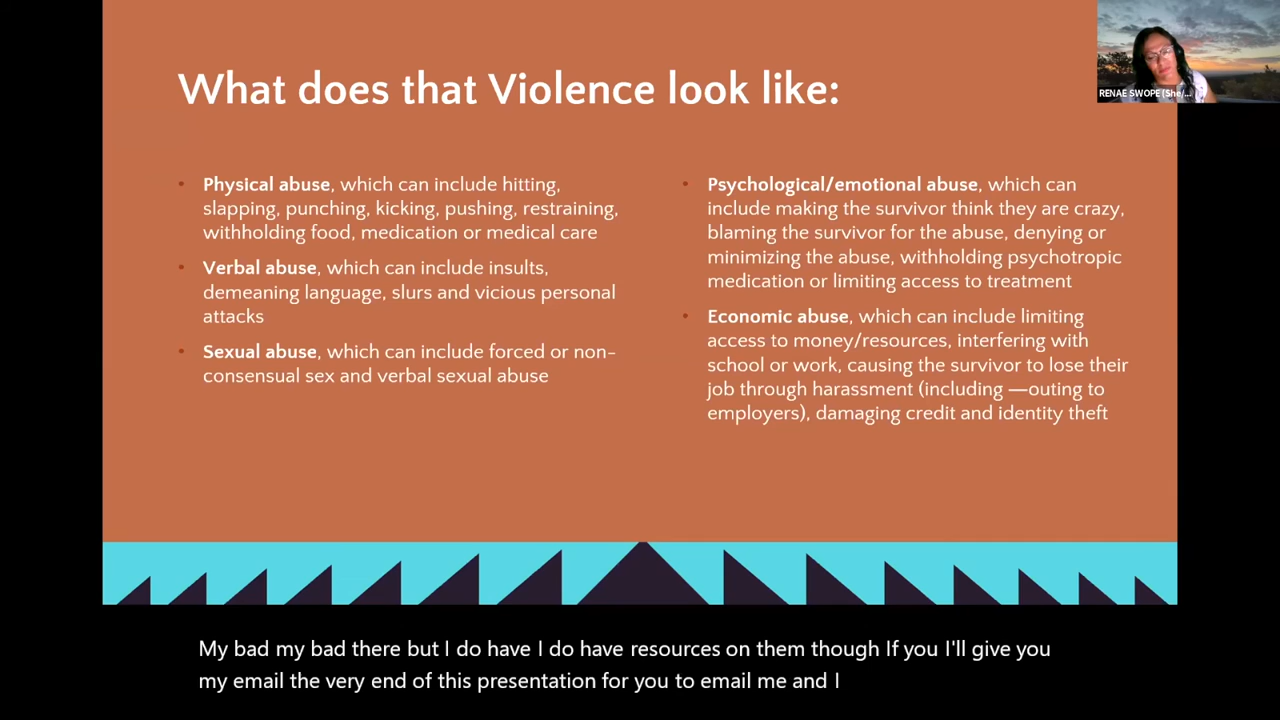 What does that Violence look like:
RENAE SWOPE (She/...
• Physical abuse, which can include hitting,
slapping, punching, kicking, pushing, restraining,
withholding food, medication or medical care
• Verbal abuse, which can include insults,
demeaning language, slurs and vicious personal
attacks
• Sexual abuse, which can include forced or non-
consensual sex and verbal sexual abuse
• Psychological/emotional abuse, which can
include making the survivor think they are crazy,
blaming the survivor for the abuse, denying or
minimizing the abuse, withholding psychotropic
medication or limiting access to treatment
• Economic abuse, which can include limiting
access to money/resources, interfering with
school or work, causing the survivor to lose their
job through harassment (including —outing to
employers), damaging credit and identity theft
My bad my bad there but I do have I do have resources on them though If you I'll give you
my email the very end of this presentation for you to email me and I